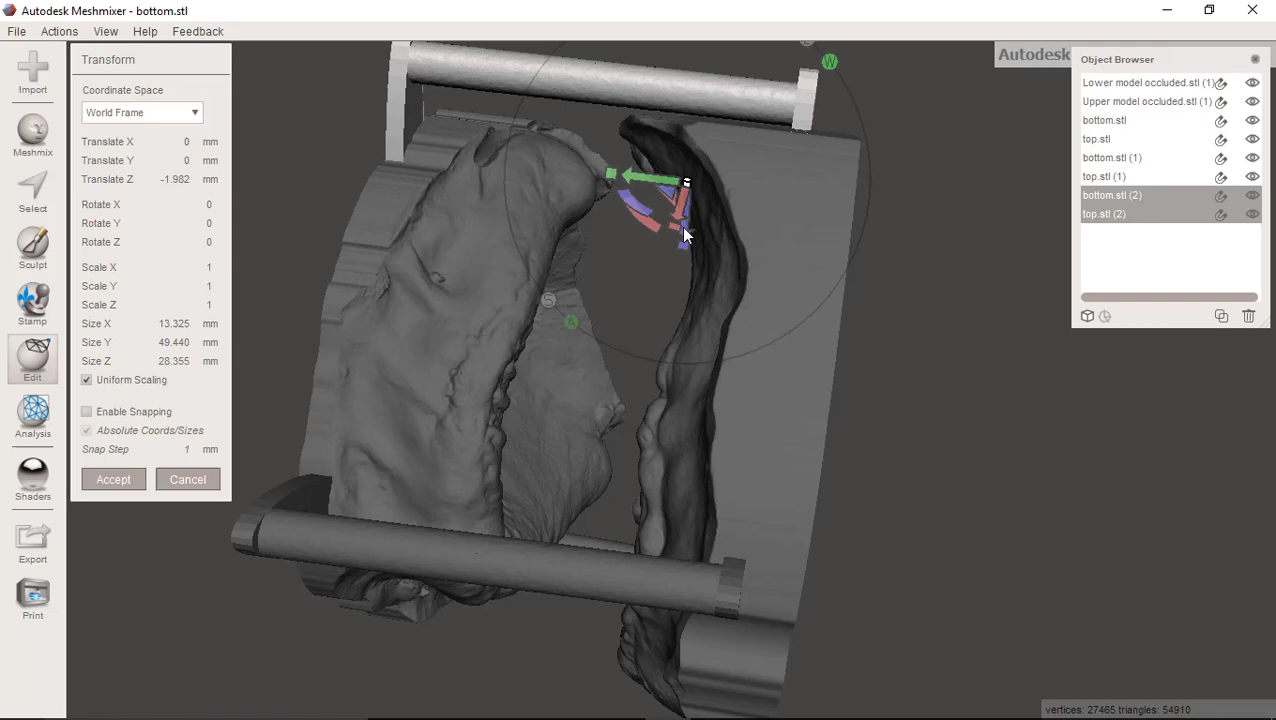 Autodesk Meshmixer - bottom.stl
File Actions View Help Feedback
Import
Meshmix
Select
Sculpt
Stamp
Edit
Analysis
Shaders
Export
Print
Transform
Coordinate Space
World Frame
Translate X 0 mm
Translate Y 0 mm
Translate Z -1.982 mm
Rotate X 0
Rotate Y 0
Rotate Z 0
Scale X 1
Scale Y 1
Scale Z 1
Size X 13.325 mm
Size Y 49.440 mm
Size Z 28.355 mm
Uniform Scaling
Enable Snapping
Absolute Coords/Sizes
Snap Step 1 mm
Accept Cancel
W
S
A
Autodesk
Object Browser
Lower model occluded.stl (1)
Upper model occluded.stl (1)
bottom.stl
top.stl
bottom.stl (1)
top.stl (1)
bottom.stl (2)
top.stl (2)
vertices: 27465 triangles: 54910